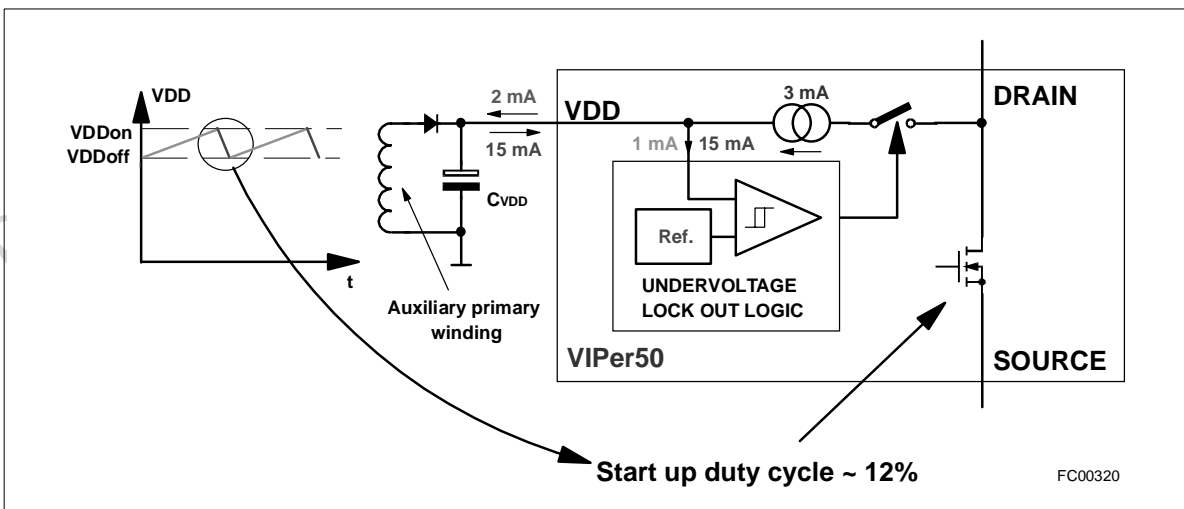 VDD
VDDon
VDDoff
t
2 mA
15 mA
CVDD
Auxiliary primary
winding
VDD
1 mA
15 mA
3 mA
DRAIN
Ref.
UNDERVOLTAGE
LOCK OUT LOGIC
VIPer50
SOURCE
Start up duty cycle ~ 12%
FC00320